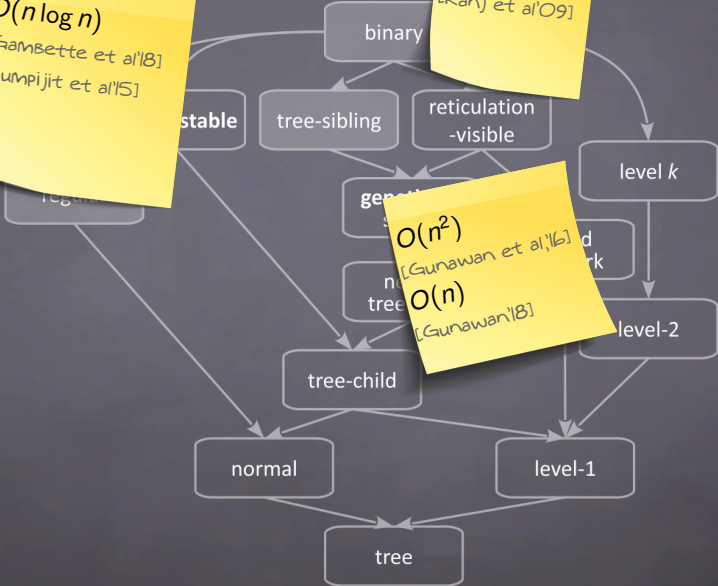 O(n log n)
[Gambette et al'18]
umpijit et al'15]
[Kanj et al'09]
binary
stable
tree-sibling
reticulation
-visible
level k
O(n²)
[Gunawan et al,'16]
O(n)
[Gunawan'18]
level-2
tree-child
normal
level-1
tree